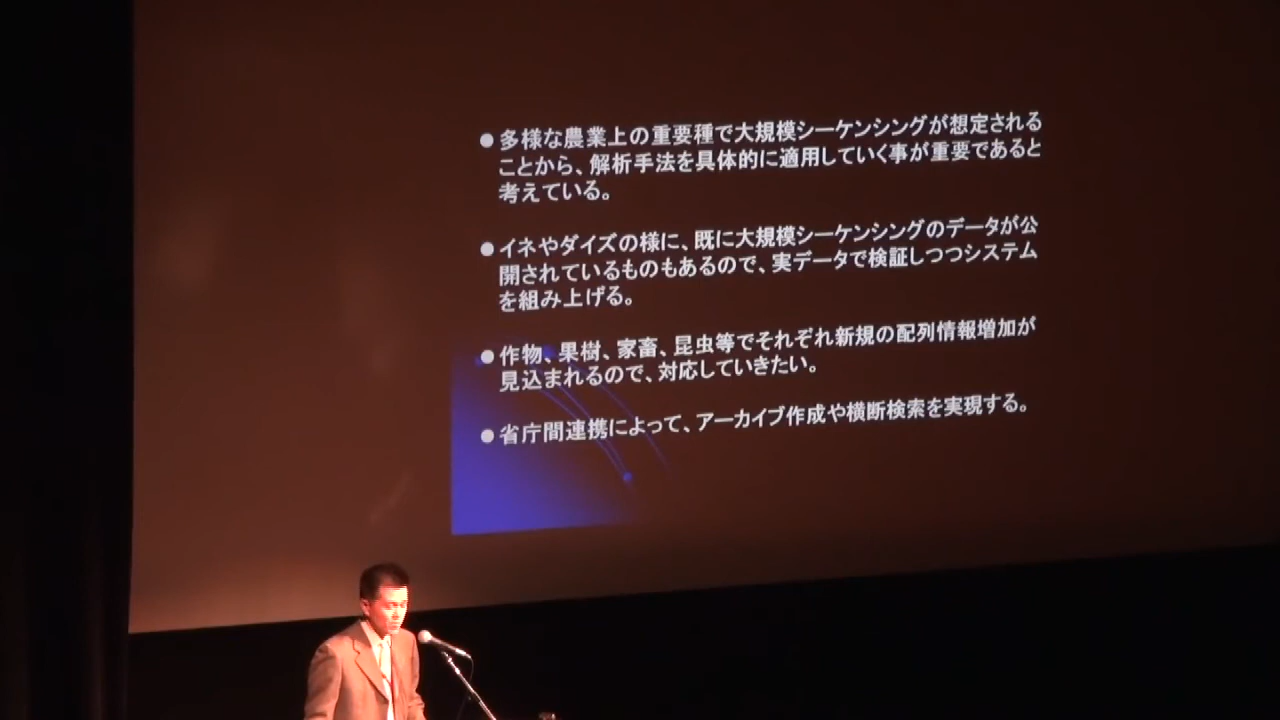 ●多様な農業上の重要種で大規模シーケンシングが想定される
ことから、解析手法を具体的に適用していく事が重要であると
考えている。
●イネやダイズの様に、既に大規模シーケンシングのデータが公
開されているものもあるので、実データで検証しつつシステム
を組み上げる。
●作物、果樹、家畜、昆虫等でそれぞれ新規の配列情報増加が
見込まれるので、対応していきたい。
●省庁間連携によって、アーカイブ作成や横断検索を実現する。